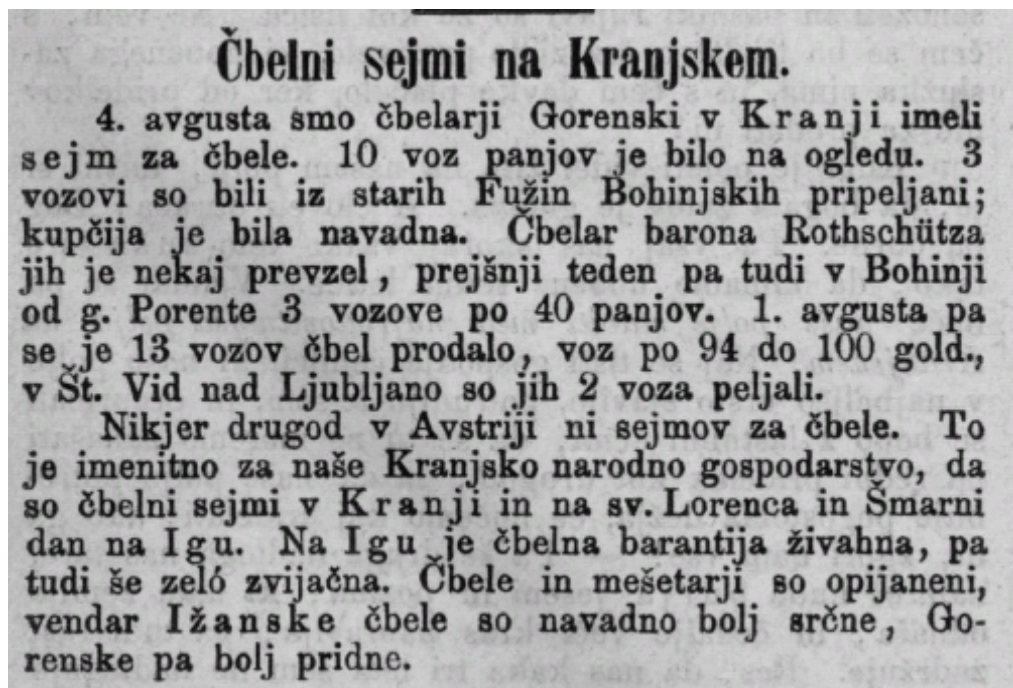 Čbelni sejmi na Kranjskem.
4. avgusta smo čbelarji Gorenski v Kranji imeli
sejm za čbele. 10 voz panjov je bilo na ogledu. 3
vozovi so bili iz starih Fužin Bohinjskih pripeljani;
kupčija je bila navadna. Čbelar barona Rothschütza
jih je nekaj prevzel, prejšnji teden pa tudi v Bohinji
od g. Porente 3 vozove po 40 panjov. 1. avgusta pa
se je 13 vozov čbel prodalo, voz po 94 do 100 gold.,
v Št. Vid nad Ljubljano so jih 2 voza peljali.
Nikjer drugod v Avstriji ni sejmov za čbele. To
je imenitno za naše Kranjsko narodno gospodarstvo, da
so čbelni sejmi v Kranji in na sv. Lorenca in Šmarni
dan na Igu. Na Igu je čbelna barantija živahna, pa
tudi še zeló zvijačna. Čbele in mešetarji so opijaneni,
vendar Ižanske čbele so navadno bolj srčne, Go-
renske pa bolj pridne.